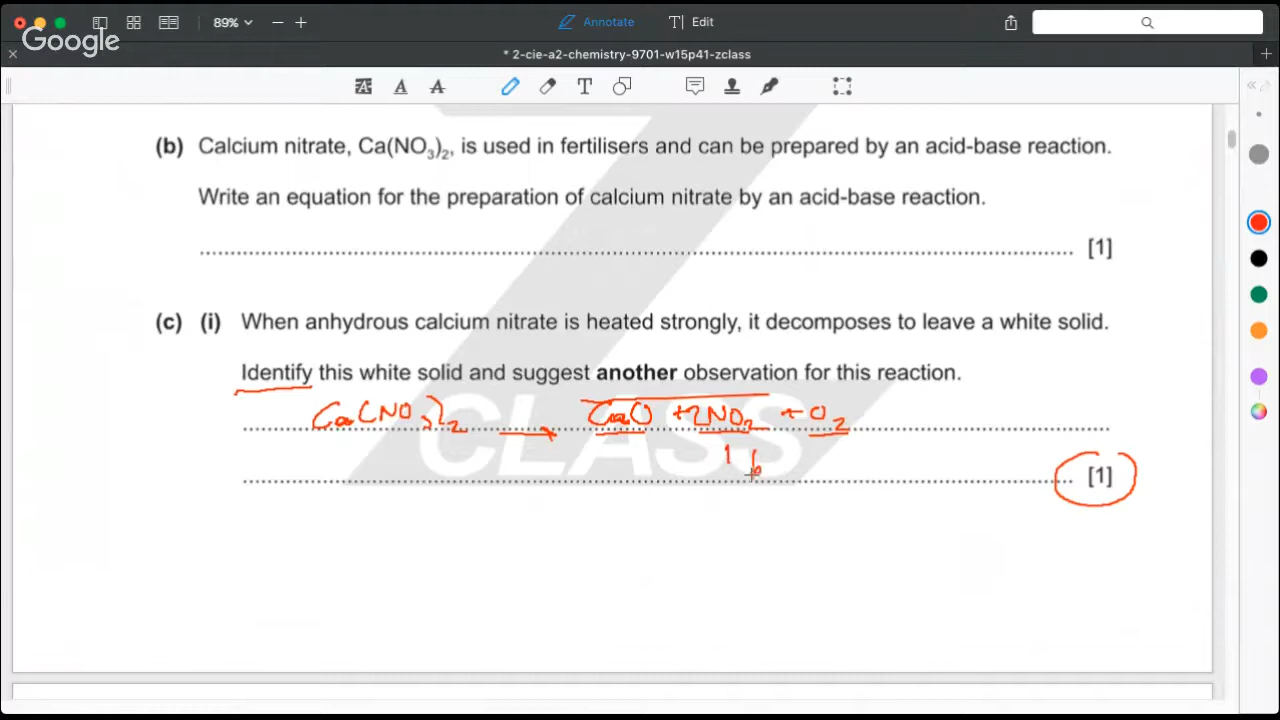 89%
Annotate
T| Edit
Google
* 2-cie-a2-chemistry-9701-w15p41-zclass
(b) Calcium nitrate, Ca(NO3)2, is used in fertilisers and can be prepared by an acid-base reaction.
Write an equation for the preparation of calcium nitrate by an acid-base reaction.
[1]
(c) (i) When anhydrous calcium nitrate is heated strongly, it decomposes to leave a white solid.
Identify this white solid and suggest another observation for this reaction.
Ca(NO3)2 → CaO + 2NO2 + O2
1 6
[1]
CLASS